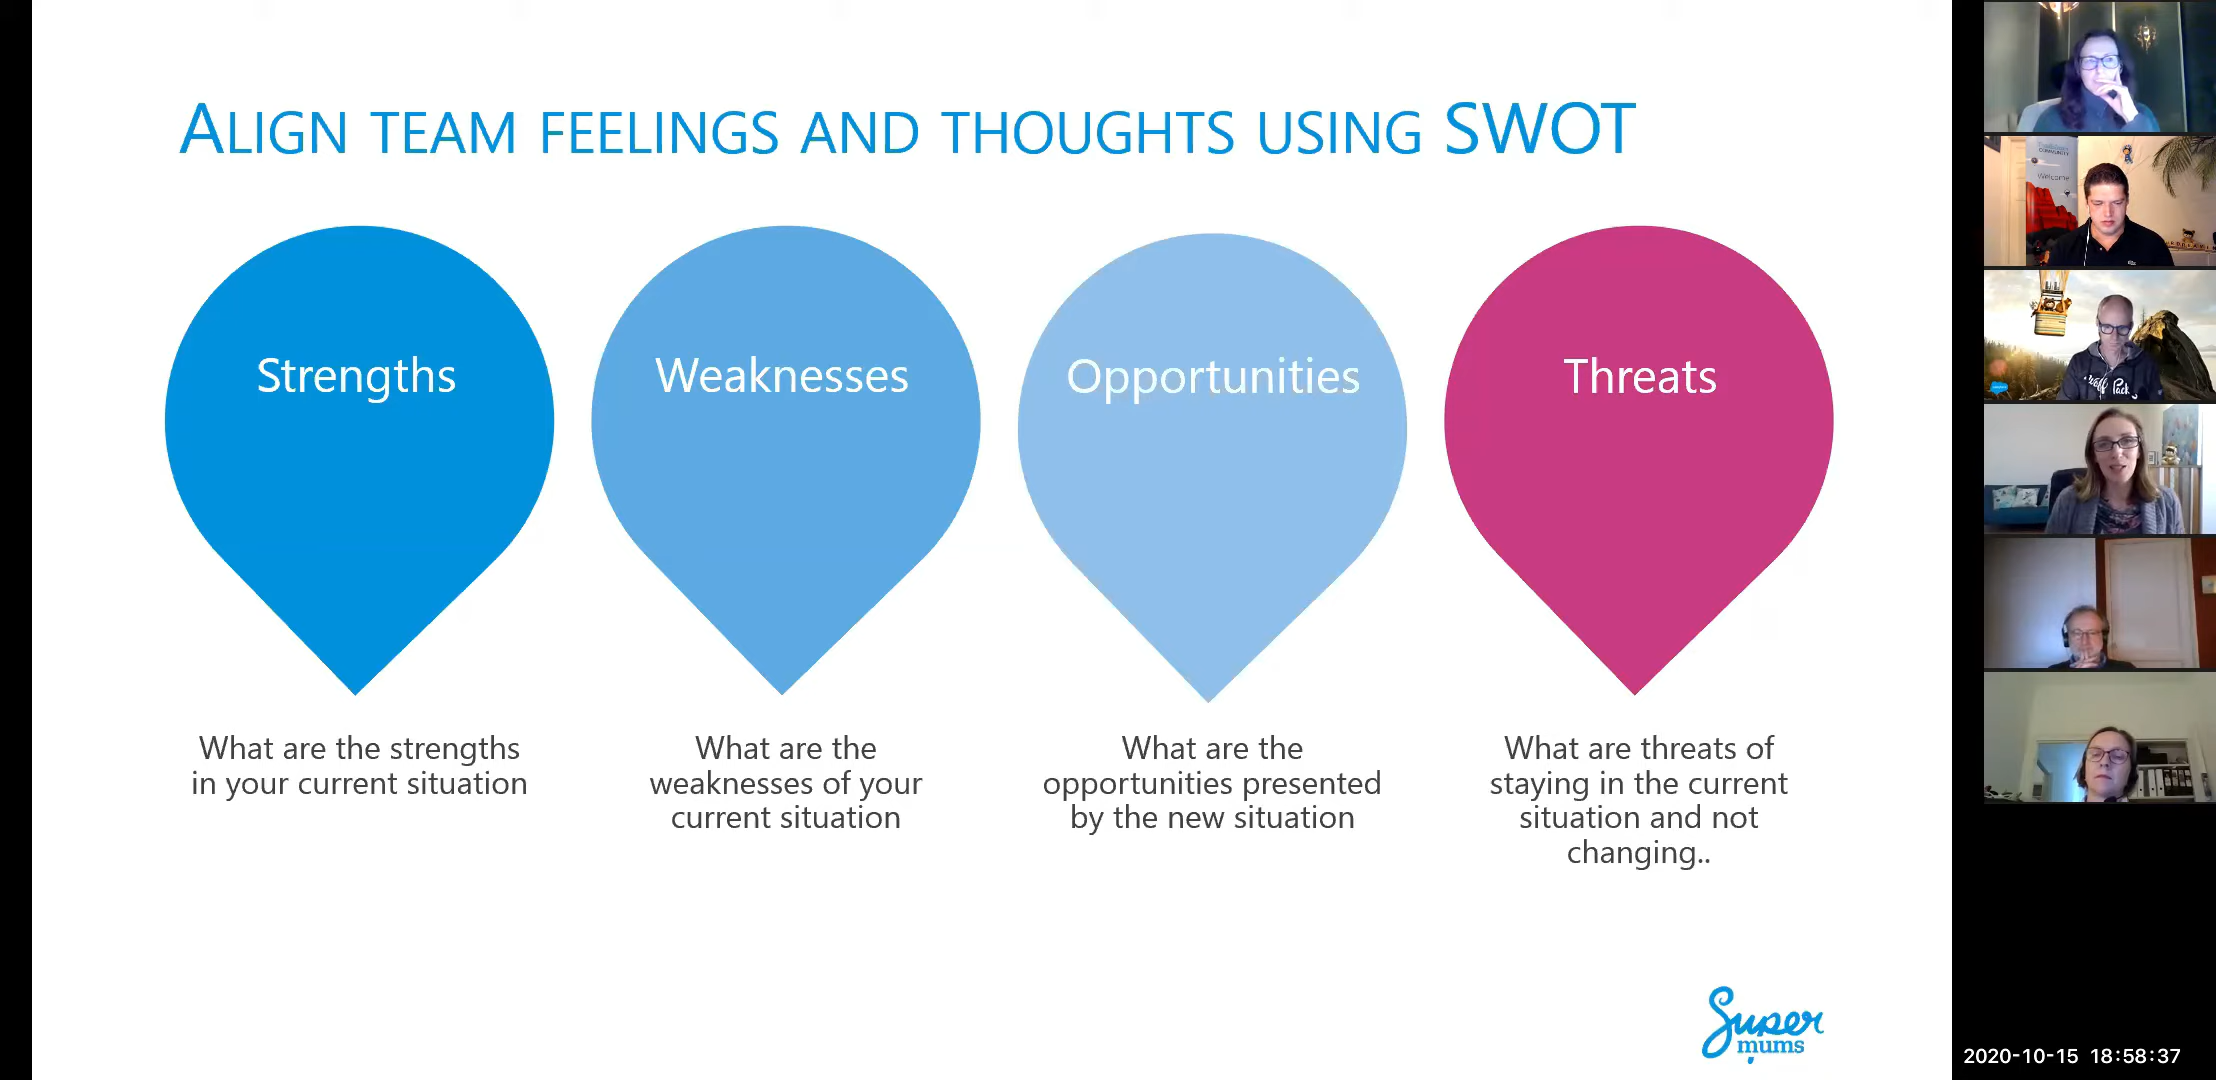 ALIGN TEAM FEELINGS AND THOUGHTS USING SWOT
Strengths
Weaknesses
Opportunities
Threats
What are the strengths
in your current situation
What are the
weaknesses of your
current situation
What are the
opportunities presented
by the new situation
What are threats of
staying in the current
situation and not
changing..
Super
mums
COMMUNITY
Welcome
2020-10-15 18:58:37